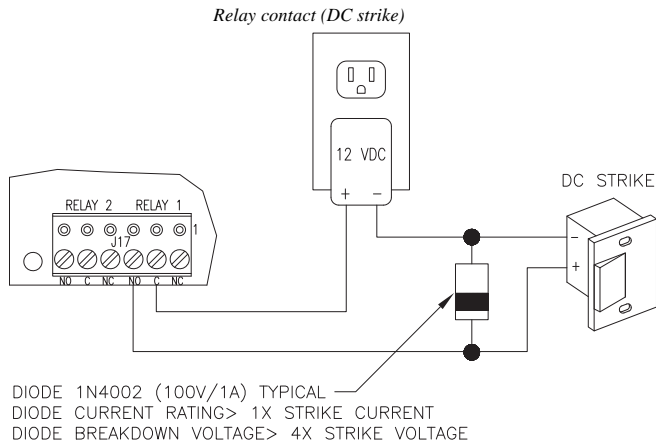 Relay contact (DC strike)
12 VDC
+ −
DC STRIKE
−
+
RELAY 2 RELAY 1
1
J17
NO C NC NO C NC
DIODE 1N4002 (100V/1A) TYPICAL
DIODE CURRENT RATING> 1X STRIKE CURRENT
DIODE BREAKDOWN VOLTAGE> 4X STRIKE VOLTAGE